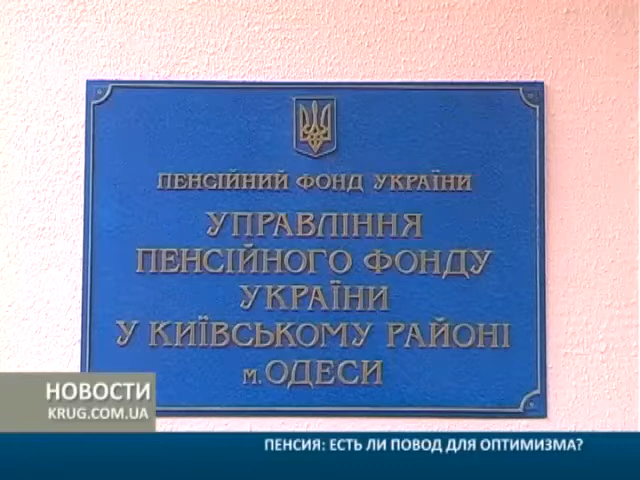 ПЕНСІЙНИЙ ФОНД УКРАЇНИ
УПРАВЛІННЯ
ПЕНСІЙНОГО ФОНДУ
УКРАЇНИ
У КИЇВСЬКОМУ РАЙОНІ
м. ОДЕСИ
НОВОСТИ
KRUG.COM.UA
ПЕНСИЯ: ЕСТЬ ЛИ ПОВОД ДЛЯ ОПТИМИЗМА?